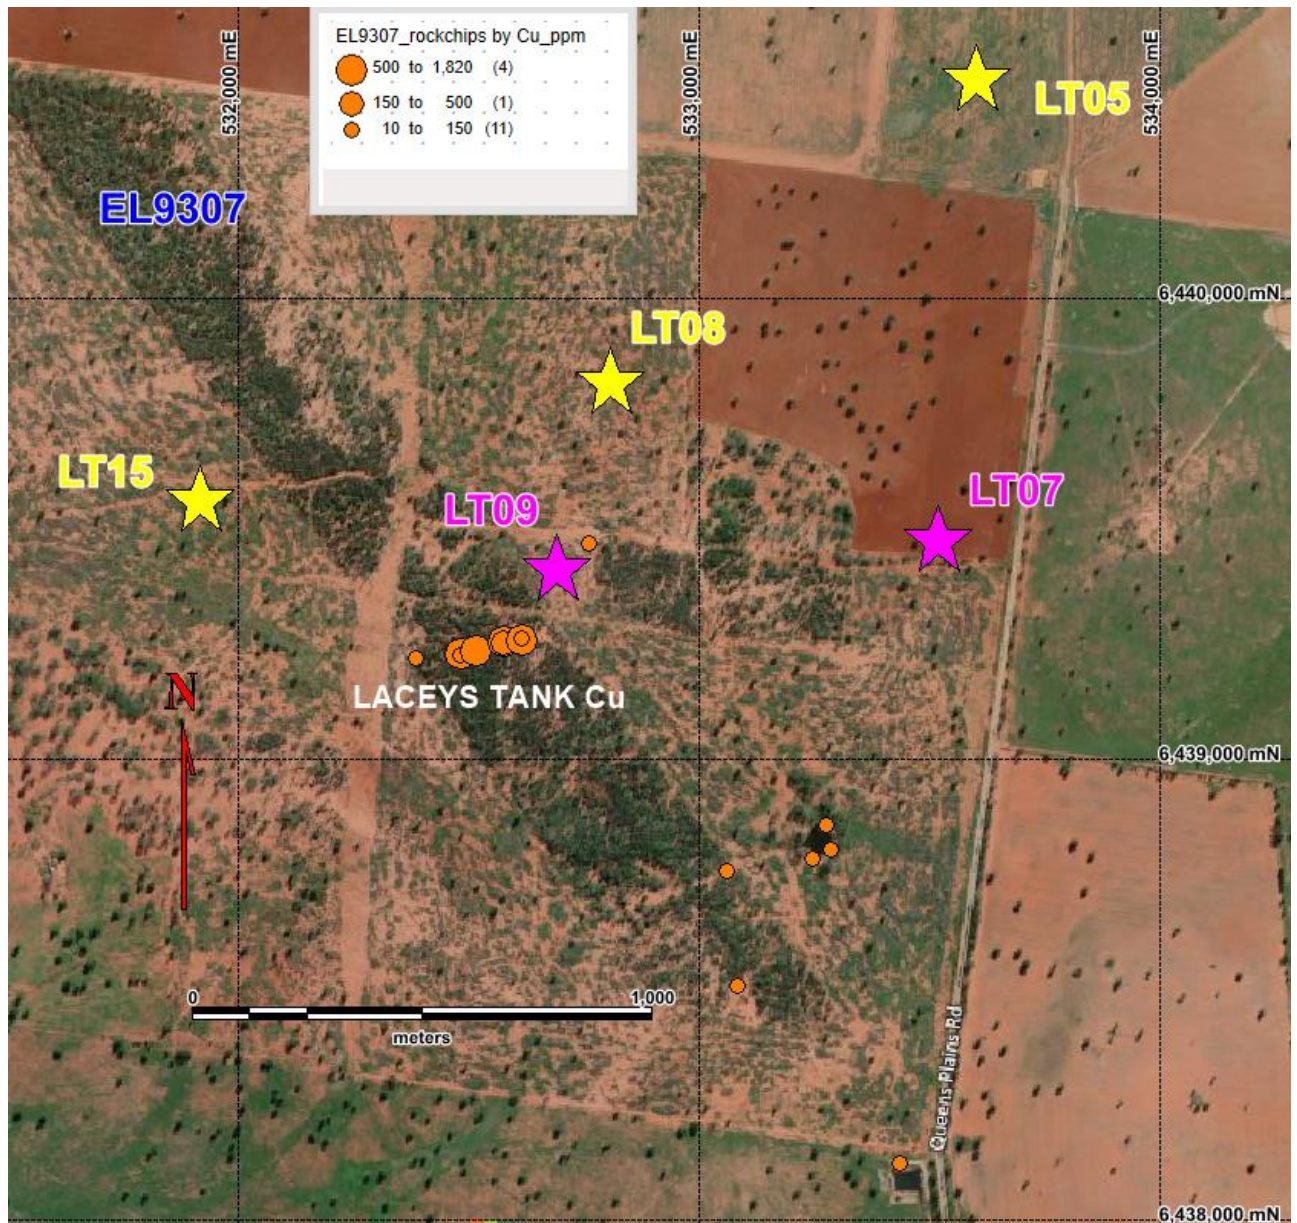 EL9307_rockchips by Cu_ppm
500 to 1,820 (4)
150 to 500 (1)
10 to 150 (11)
532,000 mE
533,000 mE
534,000 mE
LT05
EL9307
6,440,000 mN
LT08
LT15
LT09
LT07
LACEYS TANK Cu
N
6,439,000 mN
0 1,000
meters
Queens Plains Rd
6,438,000 mN